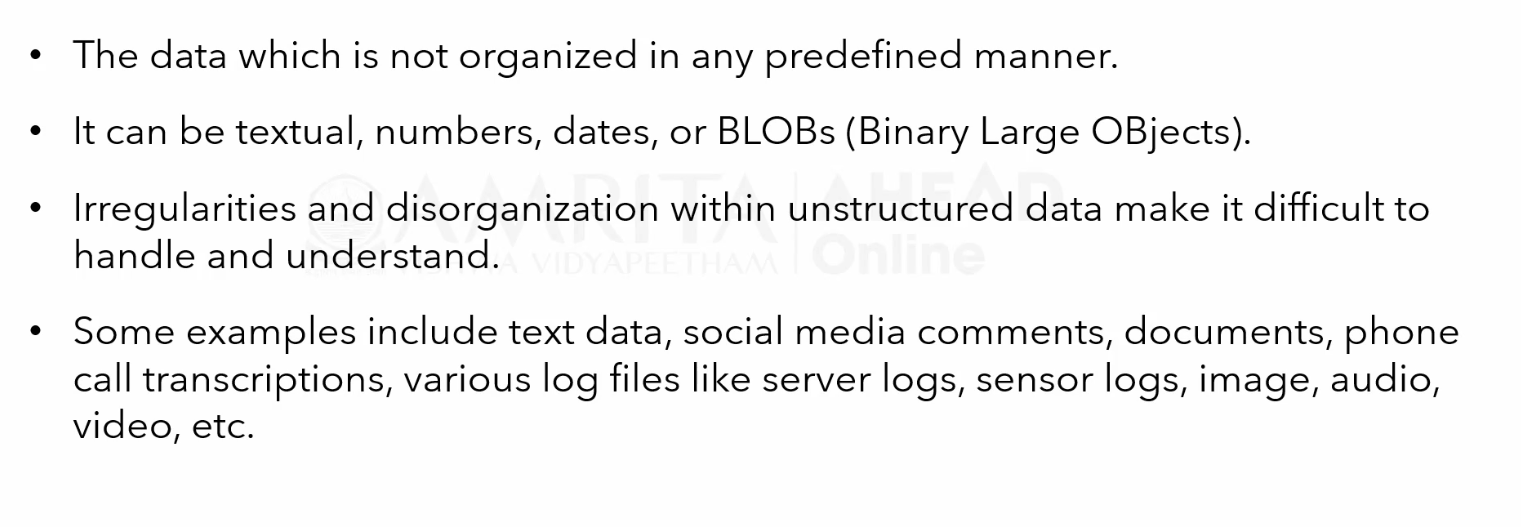 • The data which is not organized in any predefined manner.
• It can be textual, numbers, dates, or BLOBs (Binary Large OBjects).
• Irregularities and disorganization within unstructured data make it difficult to
handle and understand.
• Some examples include text data, social media comments, documents, phone
call transcriptions, various log files like server logs, sensor logs, image, audio,
video, etc.
AMRITA AHEAD
VIDYAPEETHAM Online